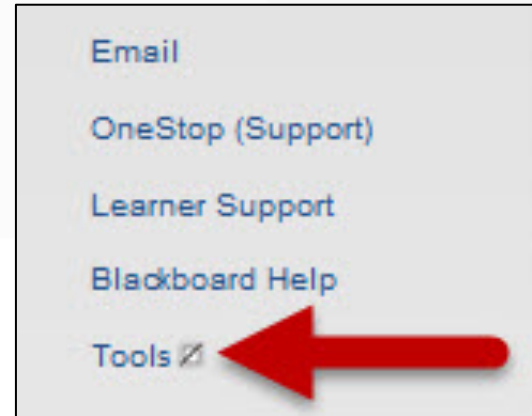 Email
OneStop (Support)
Learner Support
Blackboard Help
Tools